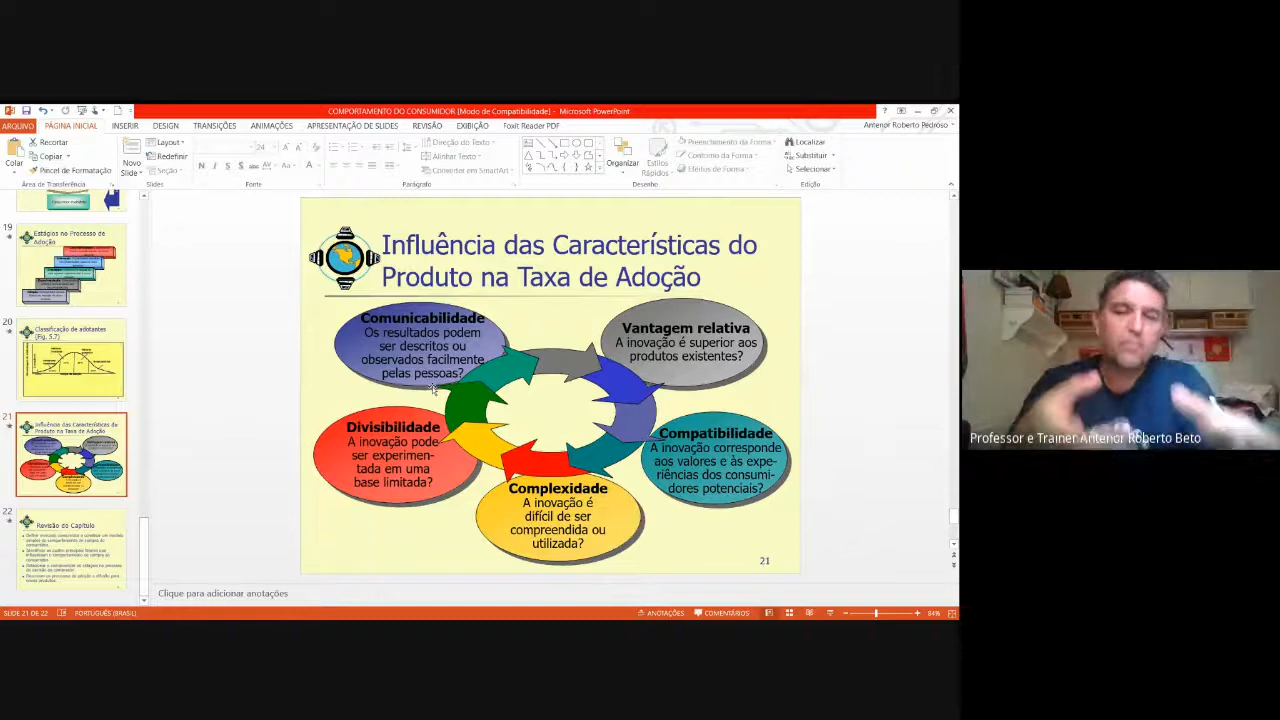 COMPORTAMENTO DO CONSUMIDOR [Modo de Compatibilidade] - Microsoft PowerPoint
ARQUIVO PÁGINA INICIAL INSERIR DESIGN TRANSIÇÕES ANIMAÇÕES APRESENTAÇÃO DE SLIDES REVISÃO EXIBIÇÃO Foxit Reader PDF
Antenor Roberto Pedroso
Colar
Recortar
Copiar
Pincel de Formatação
Área de Transferência
Novo
Slide
Layout
Redefinir
Seção
Slides
24
N I S S abc AV Aa A
Fonte
Direção do Texto
Alinhar Texto
Converter em SmartArt
Parágrafo
Organizar
Estilos
Rápidos
Preenchimento da Forma
Contorno da Forma
Efeitos de Forma
Desenho
Localizar
Substituir
Selecionar
Edição
19
Estágios no Processo de
Adoção
20
Classificação de adotantes
(Fig. 5.7)
21
Influência das Características do
Produto na Taxa de Adoção
22
Revisão do Capítulo
Influência das Características do
Produto na Taxa de Adoção
Comunicabilidade
Os resultados podem
ser descritos ou
observados facilmente
pelas pessoas?
Vantagem relativa
A inovação é superior aos
produtos existentes?
Divisibilidade
A inovação pode
ser experimen-
tada em uma
base limitada?
Compatibilidade
A inovação corresponde
aos valores e às expe-
riências dos consumi-
dores potenciais?
Complexidade
A inovação é
difícil de ser
compreendida ou
utilizada?
21
Clique para adicionar anotações
SLIDE 21 DE 22 PORTUGUÊS (BRASIL) ANOTAÇÕES COMENTÁRIOS 84%
Professor e Trainer Antenor Roberto Beto